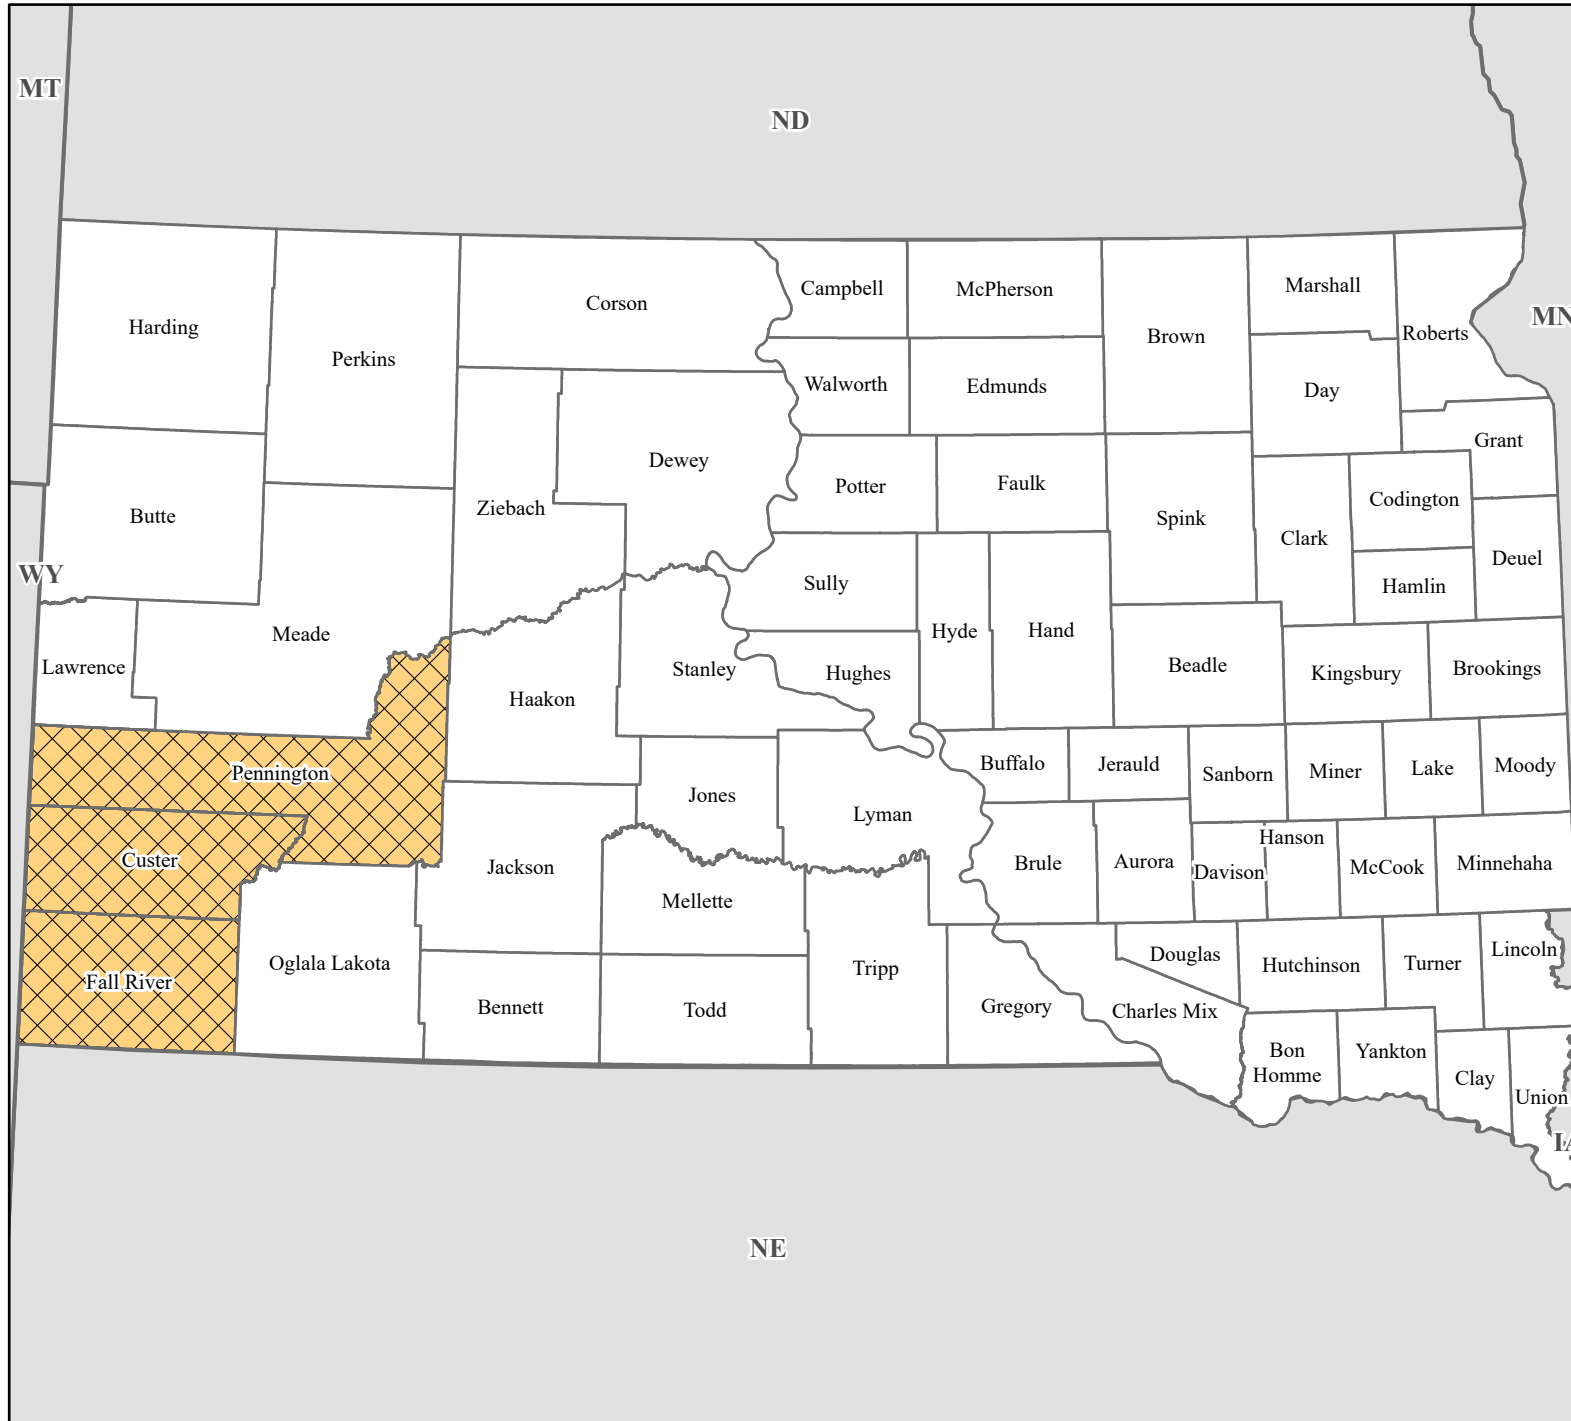 MT
ND
Campbell
McPherson
Marshall
Corson
MN
Harding
Brown
Roberts
Perkins
Walworth
Edmunds
Day
Grant
Dewey
Potter
Faulk
Codington
Ziebach
Butte
Spink
Clark
Deuel
WY
Sully
Hamlin
Meade
Hyde
Hand
Lawrence
Stanley
Hughes
Beadle
Kingsbury
Brookings
Haakon
Pennington
Buffalo
Jerauld
Sanborn
Miner
Lake
Moody
Jones
Lyman
Hanson
Custer
Jackson
Brule
Aurora
Davison
McCook
Minnehaha
Mellette
Oglala Lakota
Tripp
Douglas
Hutchinson
Turner
Lincoln
Fall River
Bennett
Todd
Gregory
Charles Mix
Bon
Homme
Yankton
Clay
Union
IA
NE